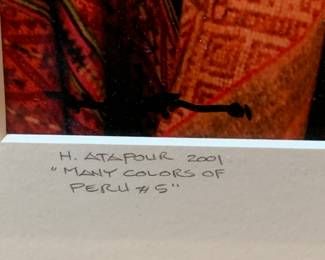 H. ATAPOUR 2001
"MANY COLORS OF
PERU #5"